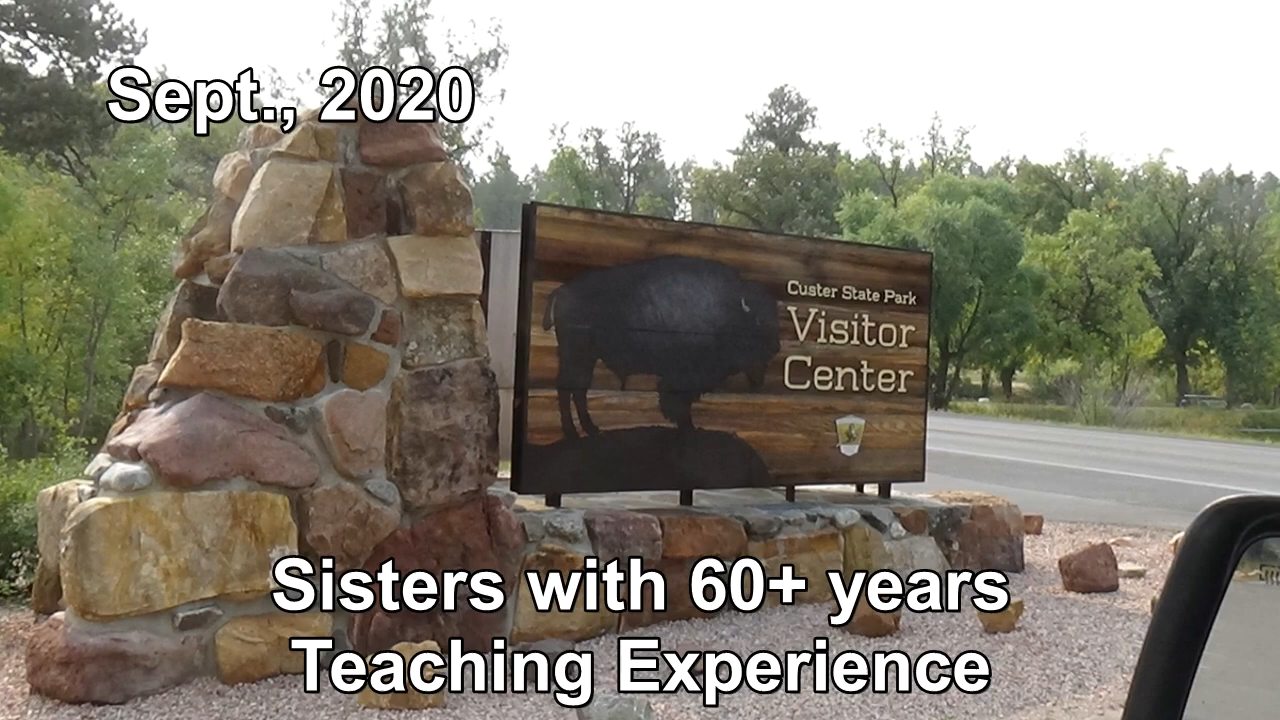 Sept., 2020
Custer State Park
Visitor
Center
Sisters with 60+ years
Teaching Experience